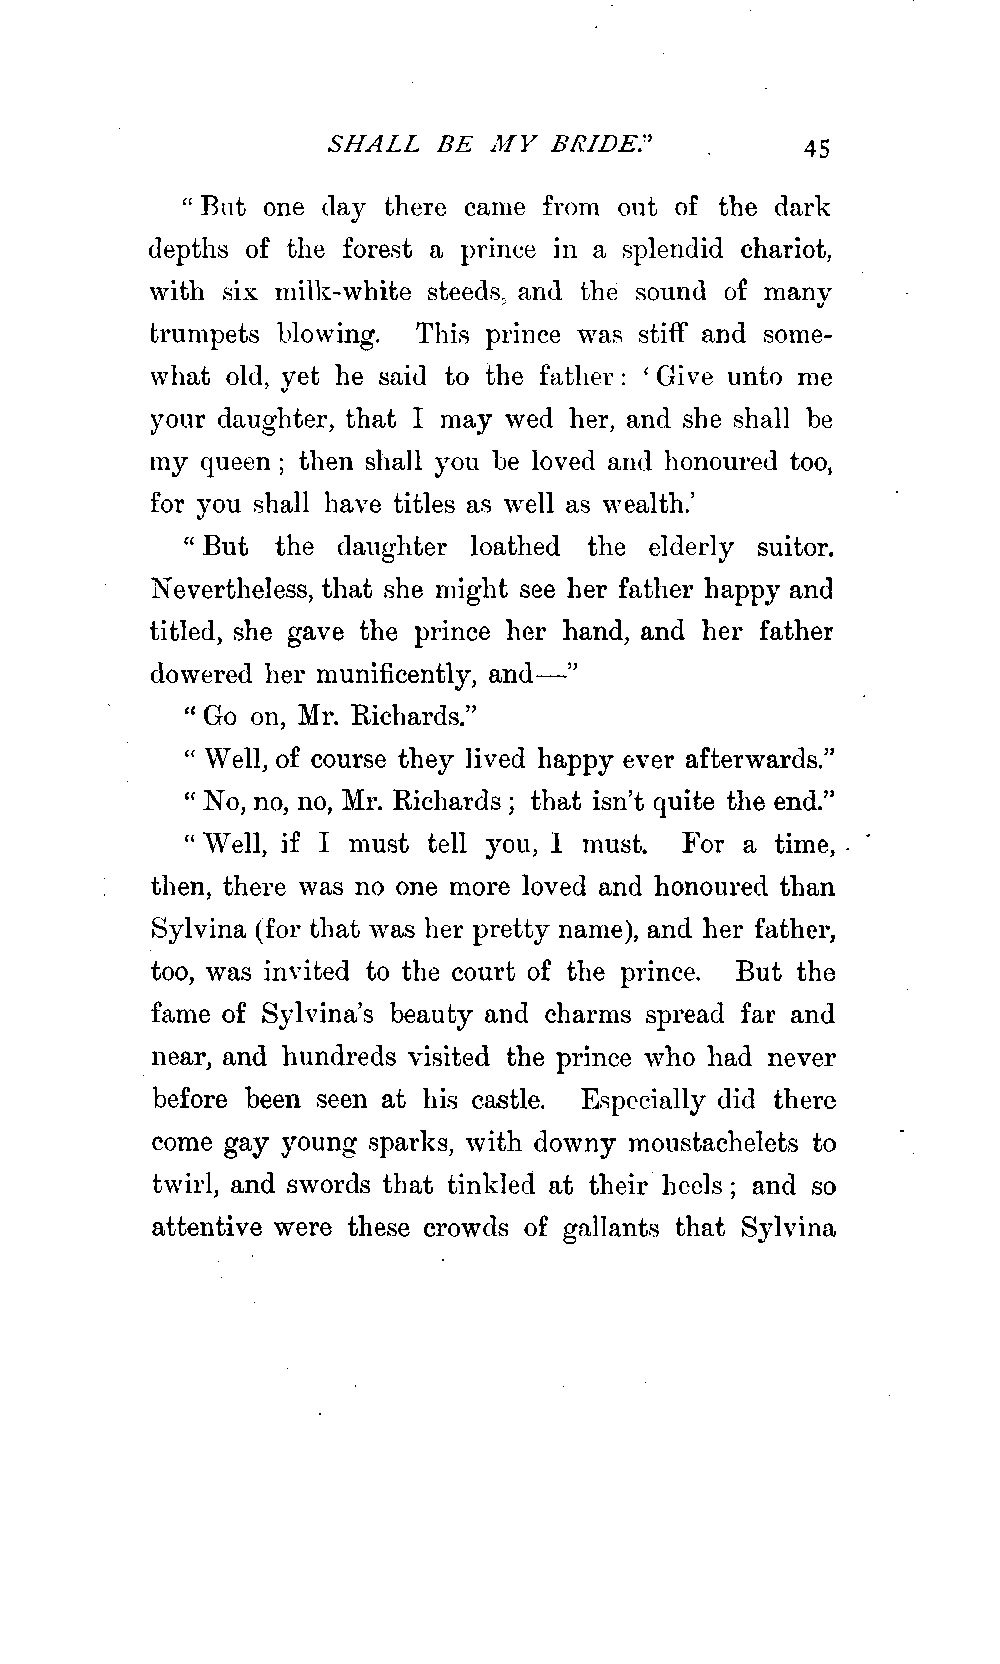 SHALL BE MY BRIDE." 45
"But one day there came from out of the dark
depths of the forest a prince in a splendid chariot,
with six milk-white steeds, and the sound of many
trumpets blowing. This prince was stiff and some-
what old, yet he said to the father: 'Give unto me
your daughter, that I may wed her, and she shall be
my queen; then shall you be loved and honoured too,
for you shall have titles as well as wealth.'
"But the daughter loathed the elderly suitor.
Nevertheless, that she might see her father happy and
titled, she gave the prince her hand, and her father
dowered her munificently, and—"
"Go on, Mr. Richards."
"Well, of course they lived happy ever afterwards."
"No, no, no, Mr. Richards; that isn't quite the end."
"Well, if I must tell you, I must. For a time,
then, there was no one more loved and honoured than
Sylvina (for that was her pretty name), and her father,
too, was invited to the court of the prince. But the
fame of Sylvina's beauty and charms spread far and
near, and hundreds visited the prince who had never
before been seen at his castle. Especially did there
come gay young sparks, with downy moustachelets to
twirl, and swords that tinkled at their heels; and so
attentive were these crowds of gallants that Sylvina